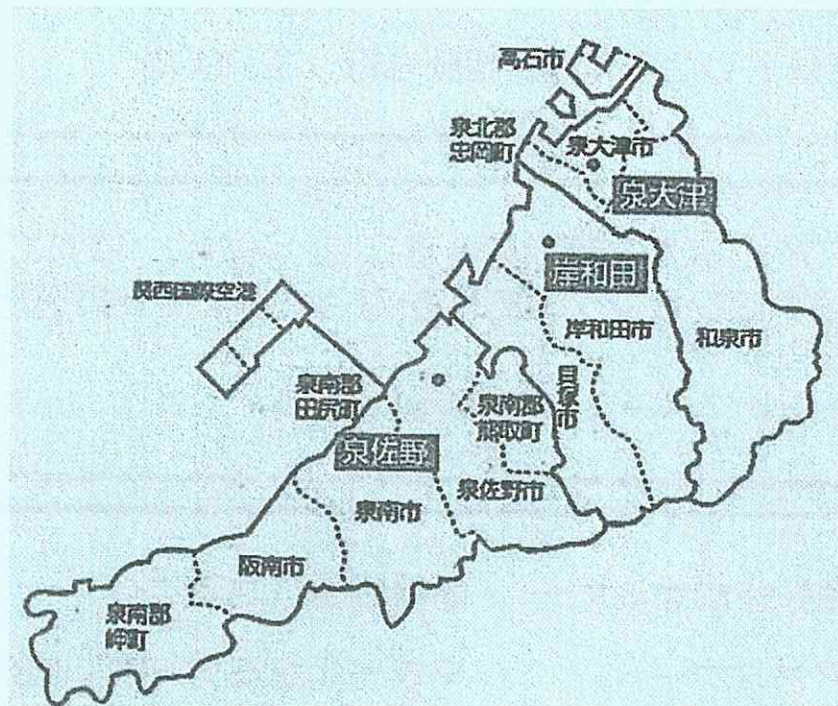 高石市
泉北郡
忠岡町
泉大津市
泉大津
岸和田
関西国際空港
岸和田市
和泉市
貝塚市
泉南郡
田尻町
泉南郡
熊取町
泉佐野
泉佐野市
泉南市
阪南市
泉南郡
岬町